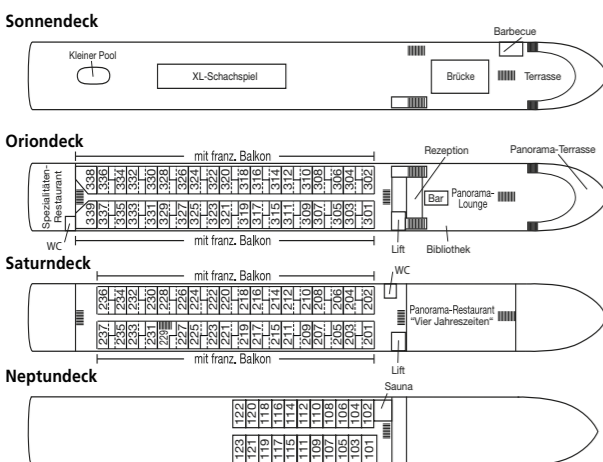 Sonnendeck
Barbecue
Kleiner Pool
XL-Schachspiel
Brücke
Terrasse
Oriondeck
mit franz. Balkon
Rezeption
Panorama-Terrasse
Spezialitäten-
Restaurant
338 336 334 332 330 328 326 324 322 320 318 316 314 312 310 308 306 304 302
Bar
Panorama-
Lounge
339 337 335 333 331 329 327 325 323 321 319 317 315 311 309 307 305 303 301
WC
mit franz. Balkon
Lift
Bibliothek
Saturndeck
mit franz. Balkon
WC
236 234 232 230 228 226 224 222 220 218 216 214 212 210 208 206 204 202
Panorama-Restaurant
"Vier Jahreszeiten"
237 235 233 231 229 227 225 223 221 219 217 215 211 209 207 205 203 201
mit franz. Balkon
Lift
Neptundeck
Sauna
122 120 118 116 114 112 110 108 106 104 102
123 121 119 117 115 111 109 107 105 103 101